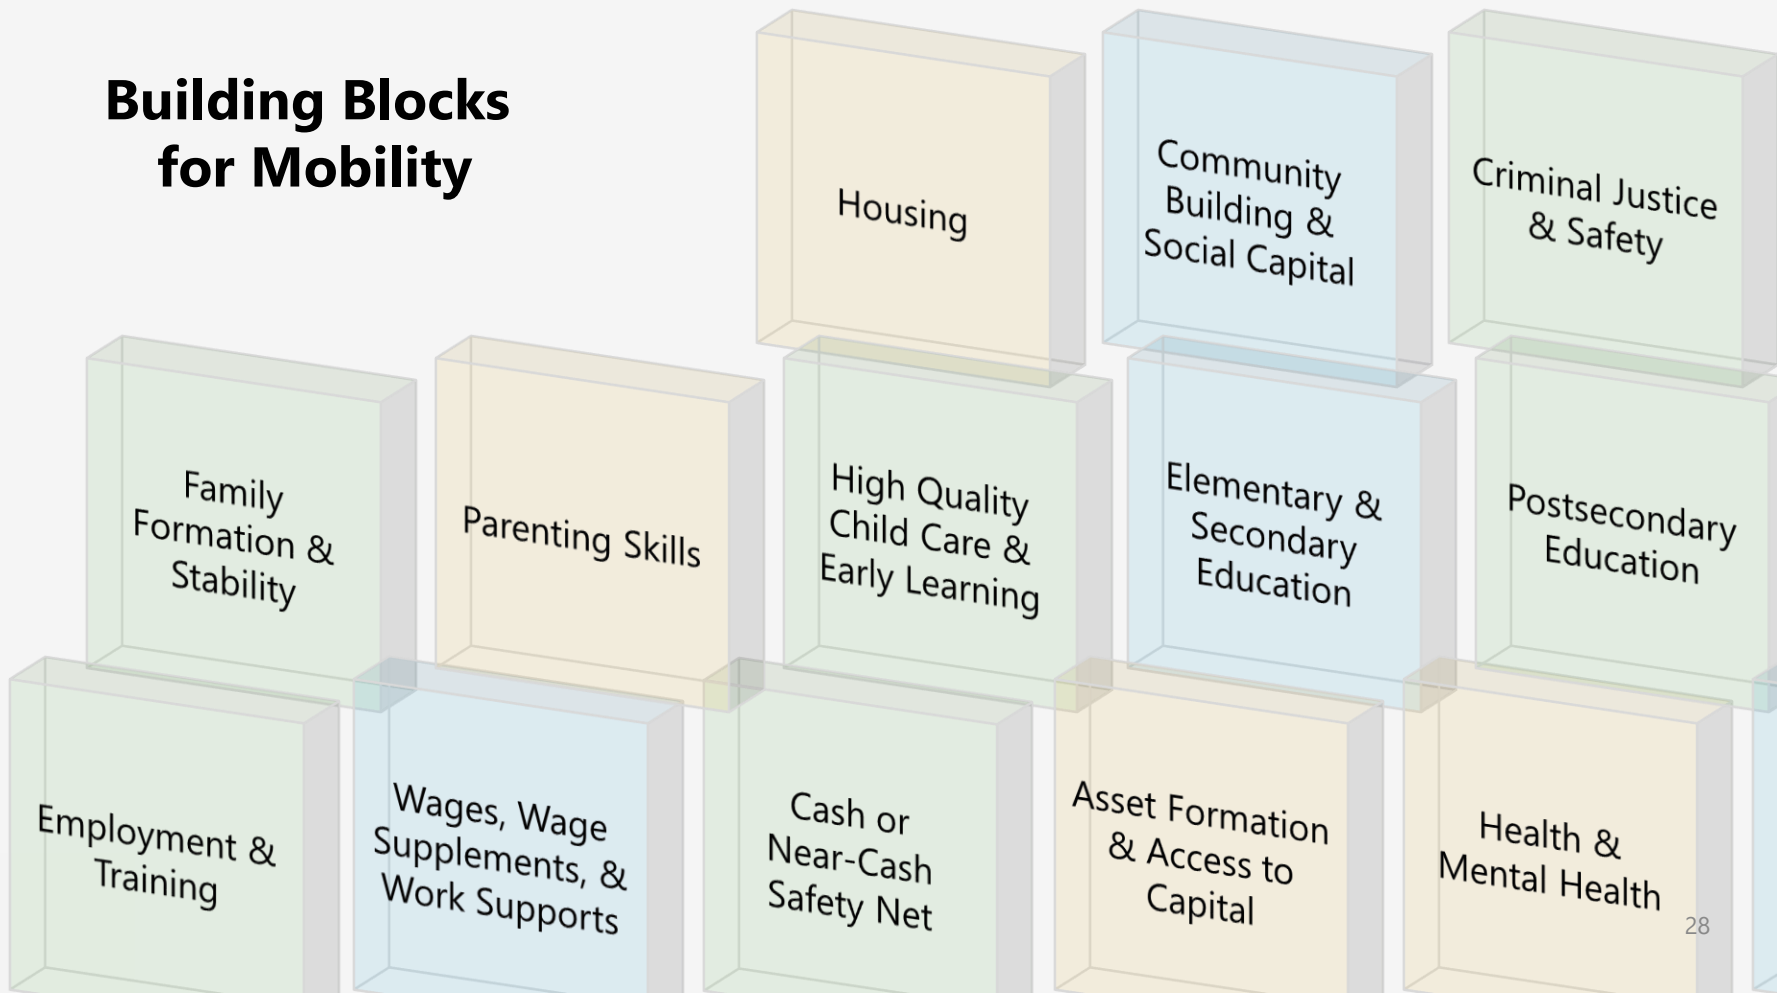 Building Blocks
for Mobility
Housing
Community
Building &
Social Capital
Criminal Justice
& Safety
Family
Formation &
Stability
Parenting Skills
High Quality
Child Care &
Early Learning
Elementary &
Secondary
Education
Postsecondary
Education
Employment &
Training
Wages, Wage
Supplements, &
Work Supports
Cash or
Near-Cash
Safety Net
Asset Formation
& Access to
Capital
Health &
Mental Health
28